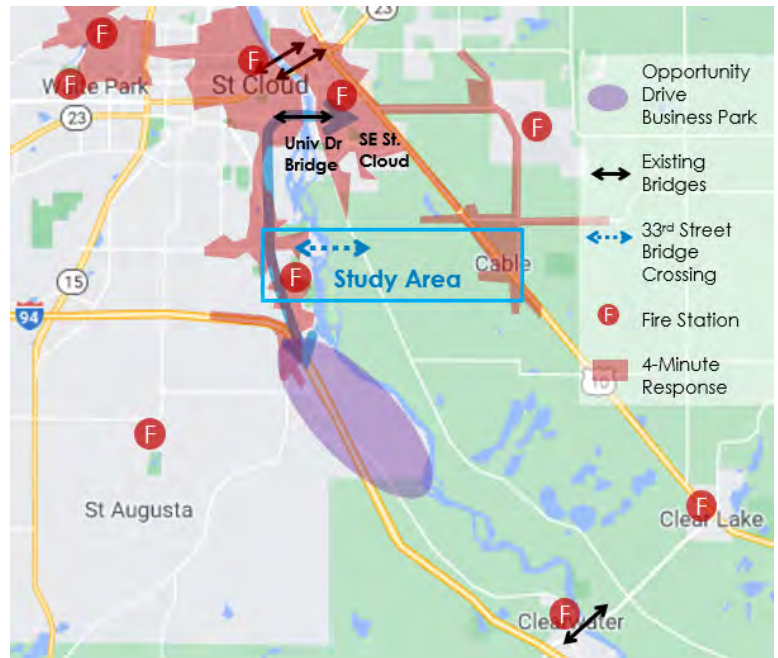 23
F
White Park
F
F
St Cloud
23
F
Univ Dr
Bridge
SE St.
Cloud
F
Opportunity
Drive
Business Park
Existing
Bridges
33rd Street
Bridge
Crossing
F Fire Station
4-Minute
Response
15
F
Study Area
Cable
94
10
F
St Augusta
F
Clear Lake
F
Clearwater